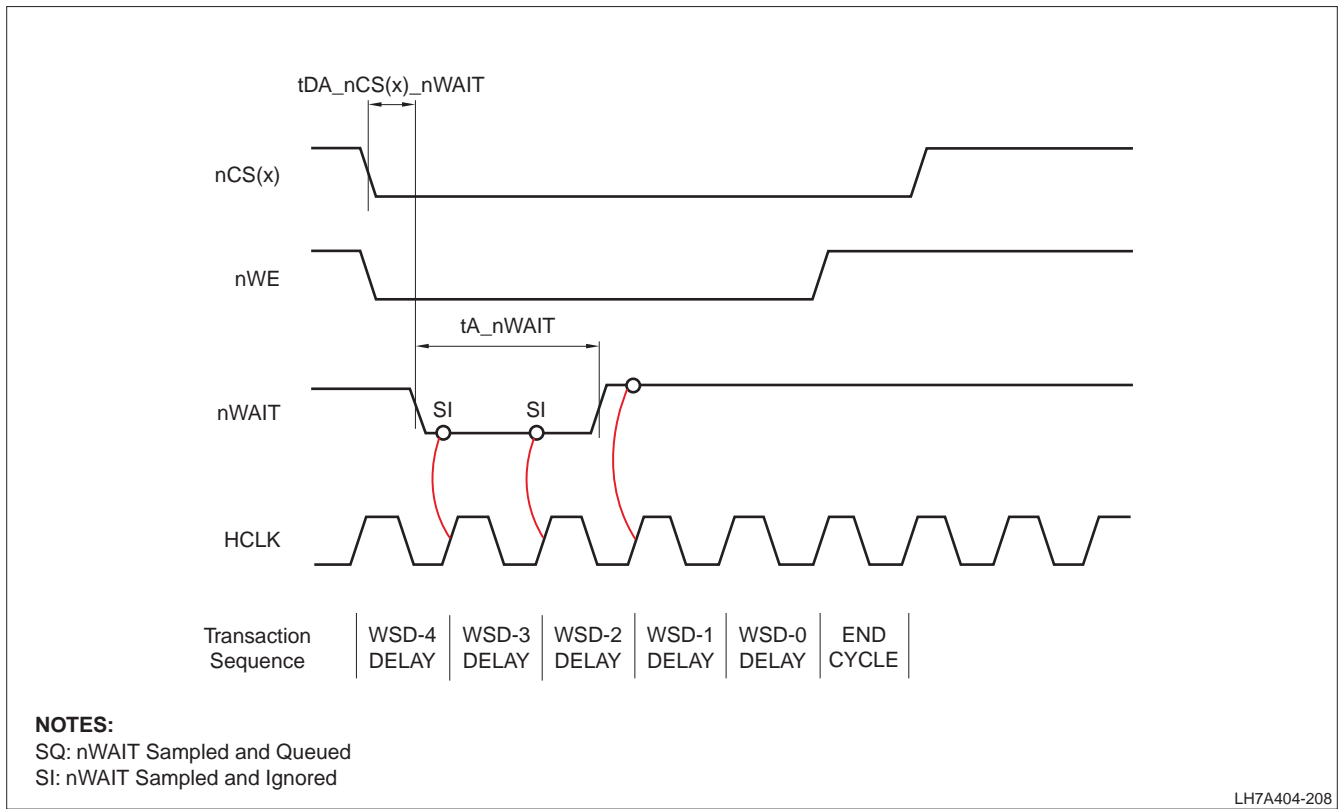 tDA_nCS(x)_nWAIT
nCS(x)
nWE
tA_nWAIT
nWAIT
SI
SI
HCLK
Transaction
Sequence
WSD-4
DELAY
WSD-3
DELAY
WSD-2
DELAY
WSD-1
DELAY
WSD-0
DELAY
END
CYCLE
NOTES:
SQ: nWAIT Sampled and Queued
SI: nWAIT Sampled and Ignored
LH7A404-208